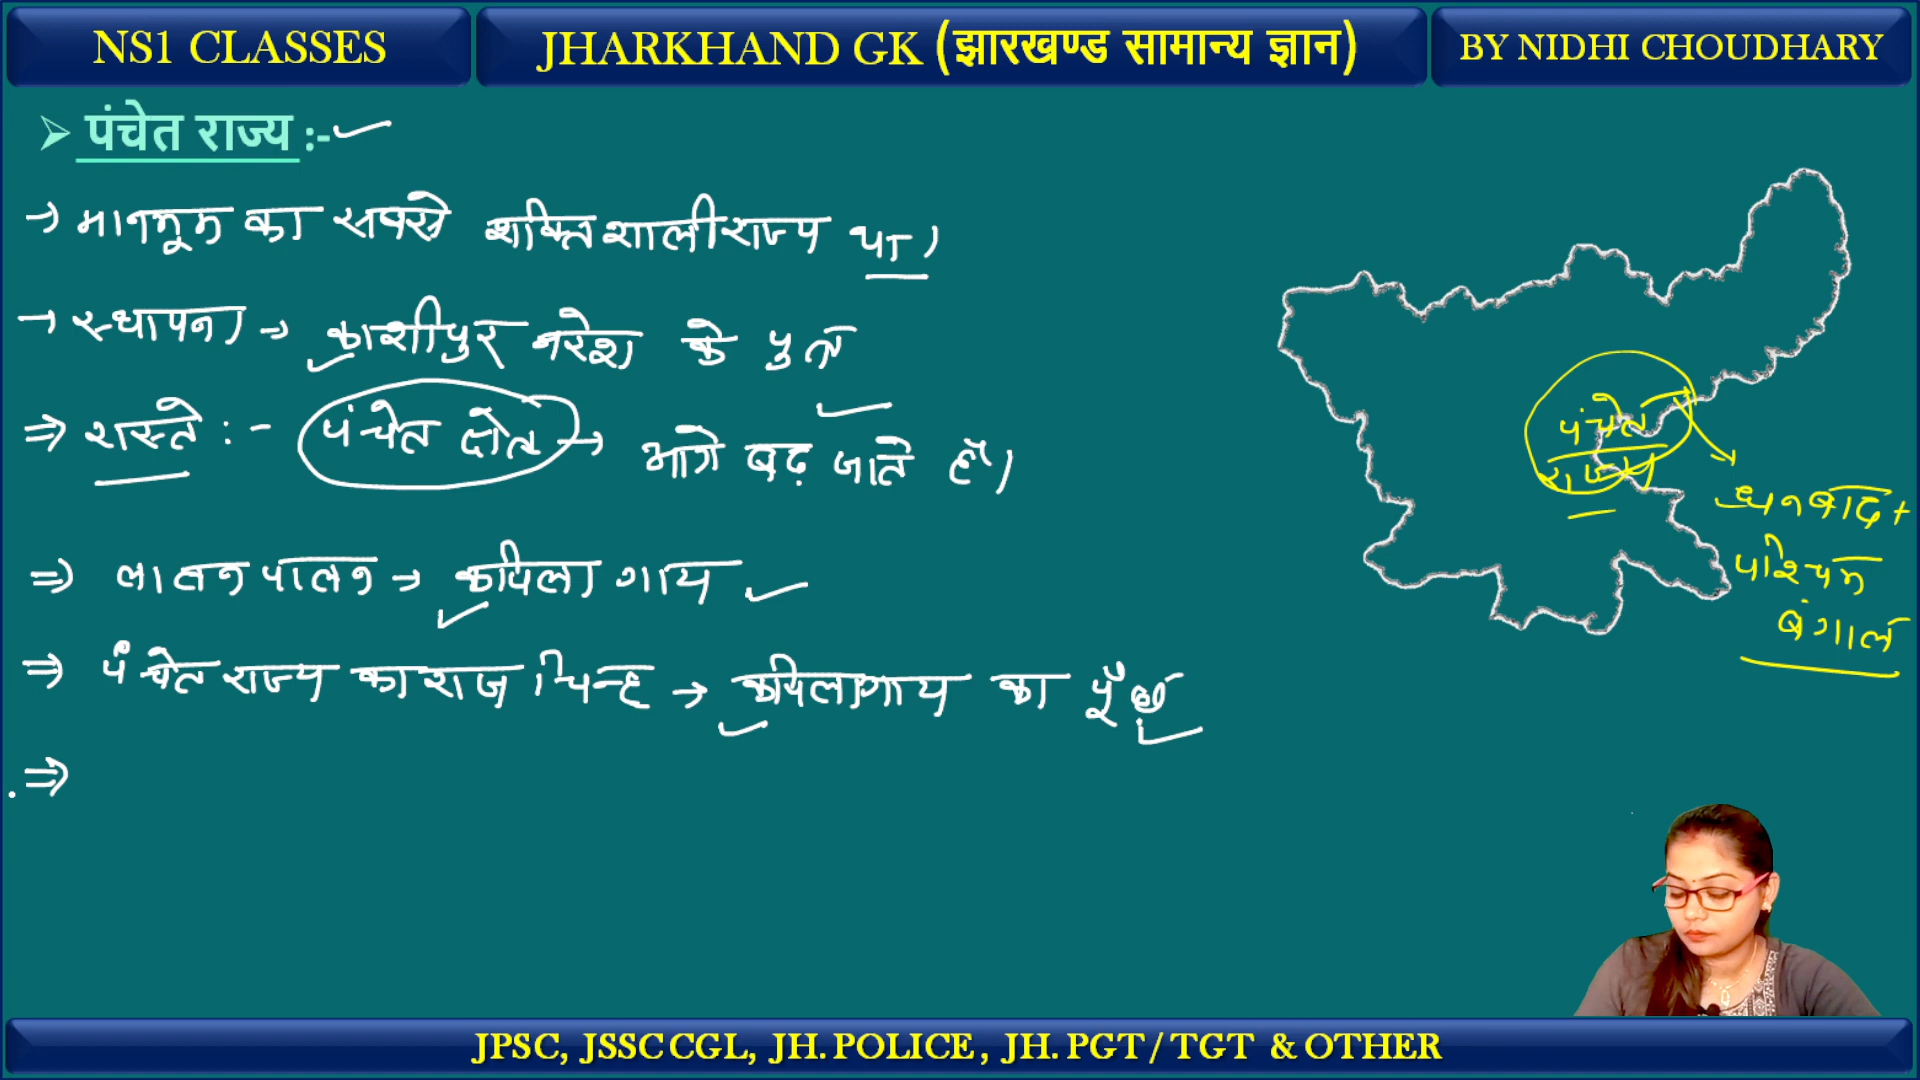 NS1 CLASSES
JHARKHAND GK (झारखण्ड सामान्य ज्ञान)
BY NIDHI CHOUDHARY
➢ पंचेत राज्य :-
→ मानभूम का सबसे शक्तिशाली राज्य था।
→ स्थापना → काशीपुर नरेश के पुत्र
⇒ रास्ते :- पंचेत क्षेत्र → आगे बढ़ जाते हैं।
⇒ लालन पालन → कपिला गाय
⇒ पंचेत राज्य का राज चिन्ह → कपिला गाय का पूँछ
⇒
पंचेत
राज्य
धनबाद +
पश्चिम
बंगाल
JPSC, JSSC CGL, JH. POLICE, JH. PGT / TGT & OTHER